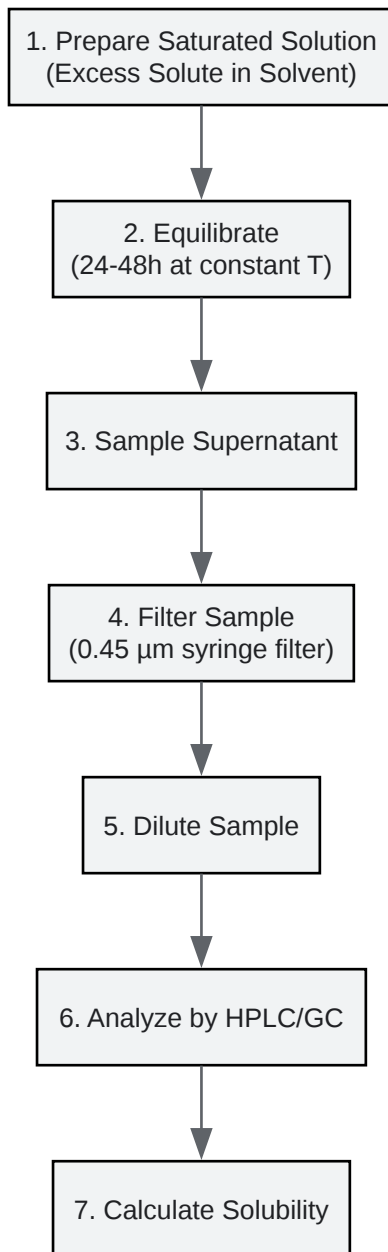 1. Prepare Saturated Solution
(Excess Solute in Solvent)
2. Equilibrate
(24-48h at constant T)
3. Sample Supernatant
4. Filter Sample
(0.45 µm syringe filter)
5. Dilute Sample
6. Analyze by HPLC/GC
7. Calculate Solubility